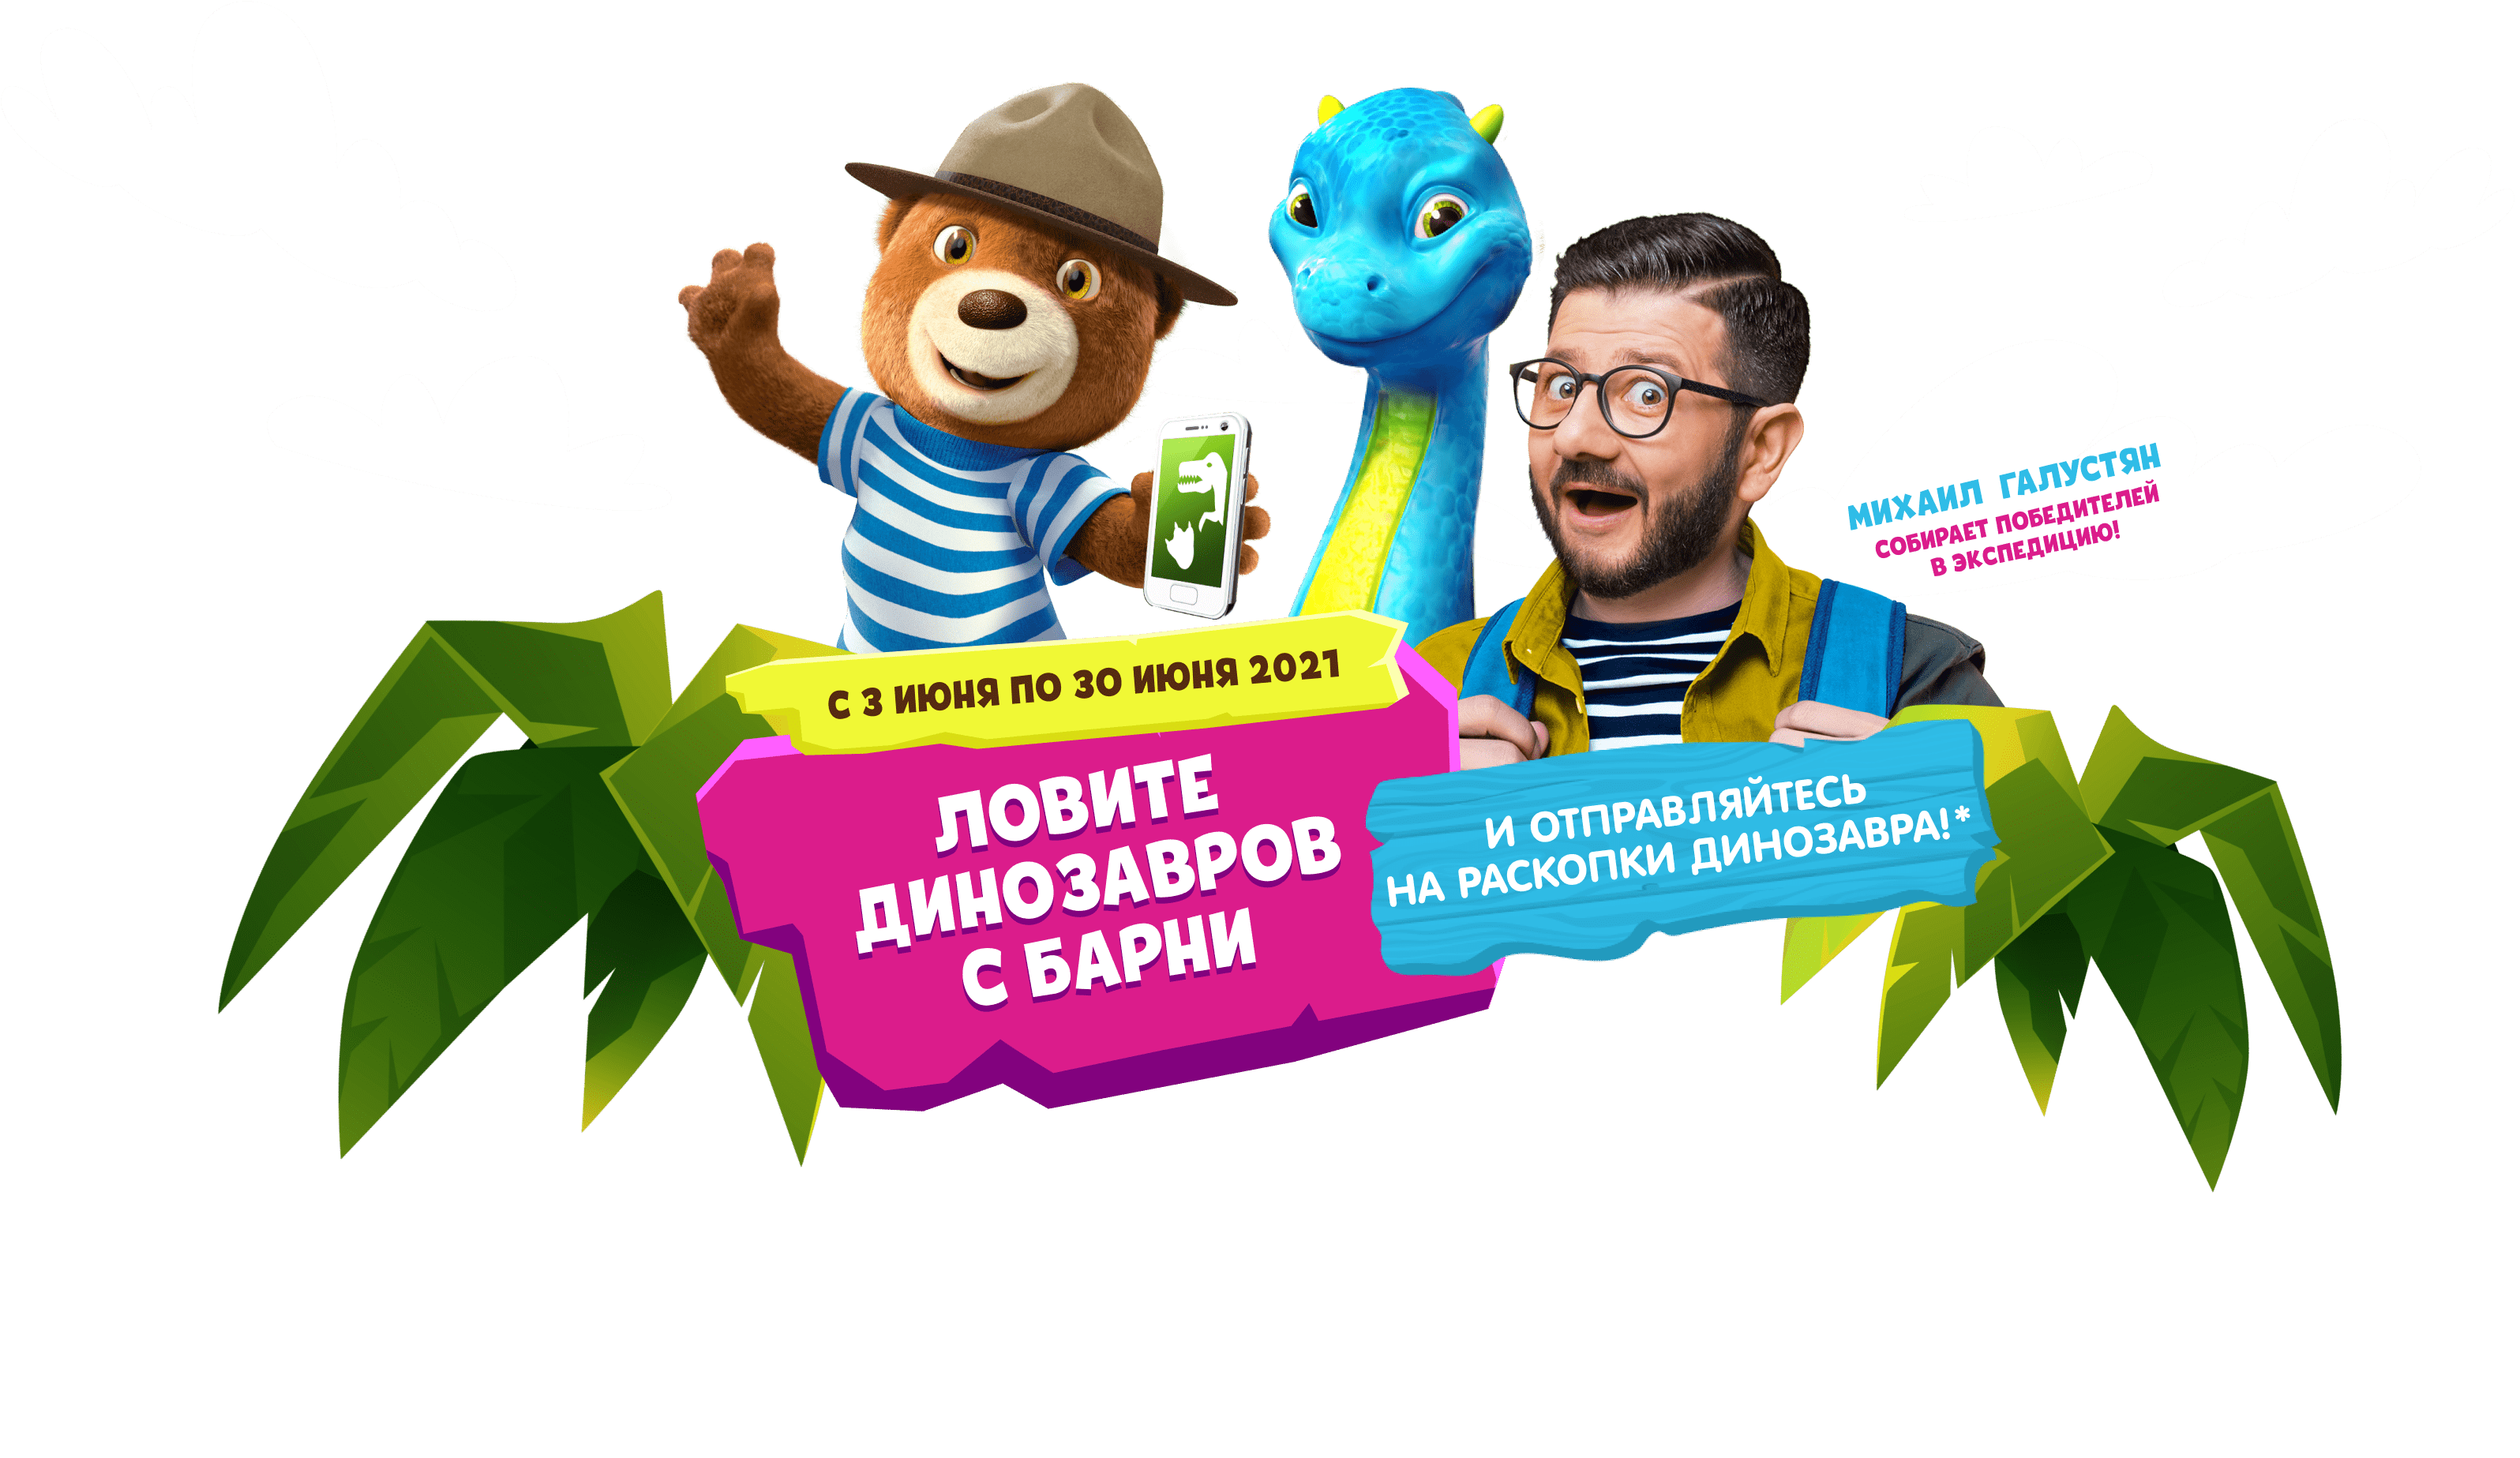 МИХАИЛ ГАЛУСТЯН
СОБИРАЕТ ПОБЕДИТЕЛЕЙ
В ЭКСПЕДИЦИЮ!
С 3 ИЮНЯ ПО 30 ИЮНЯ 2021
ЛОВИТЕ
ДИНОЗАВРОВ
С БАРНИ
И ОТПРАВЛЯЙТЕСЬ
НА РАСКОПКИ ДИНОЗАВРА!*